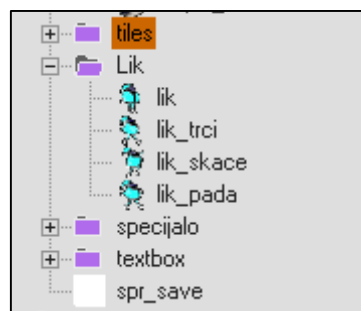 tiles
Lik
lik
lik_trci
lik_skace
lik_pada
specijalo
textbox
spr_save